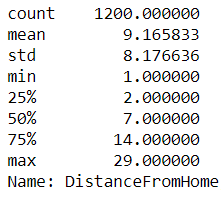 count    1200.000000
mean        9.165833
std         8.176636
min         1.000000
25%         2.000000
50%         7.000000
75%        14.000000
max        29.000000
Name: DistanceFromHome